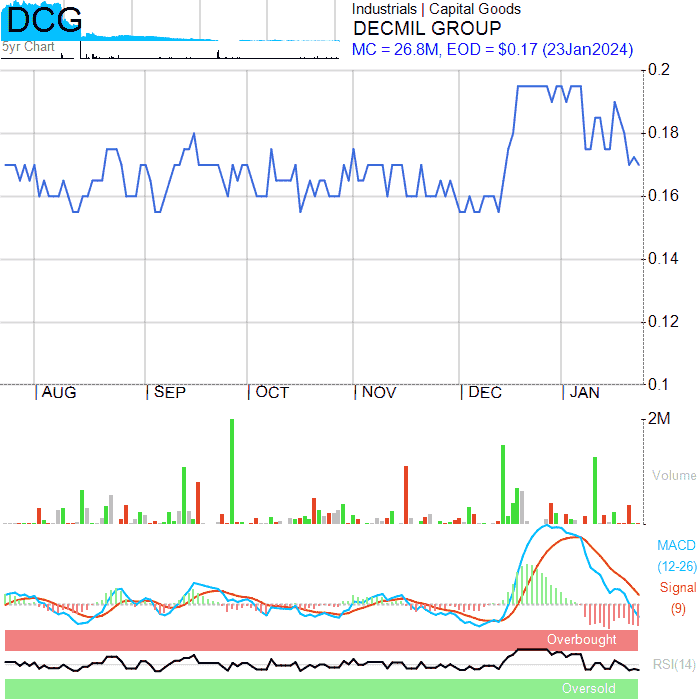 DCG
5yr Chart
Industrials | Capital Goods
DECMIL GROUP
MC = 26.8M, EOD = $0.17 (23Jan2024)
0.2
0.18
0.16
0.14
0.12
0.1
AUG SEP OCT NOV DEC JAN
2M
Volume
MACD
(12-26)
Signal
(9)
Overbought
RSI(14)
Oversold